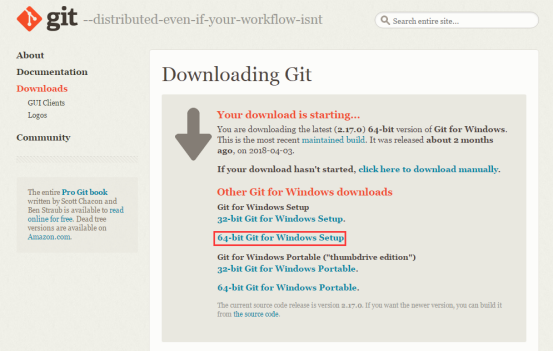 git --distributed-even-if-your-workflow-isnt
Search entire site...
About
Documentation
Downloads
GUI Clients
Logos
Community
The entire Pro Git book
written by Scott Chacon and
Ben Straub is available to read
online for free. Dead tree
versions are available on
Amazon.com.
Downloading Git
Your download is starting...
You are downloading the latest (2.17.0) 64-bit version of Git for Windows.
This is the most recent maintained build. It was released about 2 months
ago, on 2018-04-03.
If your download hasn't started, click here to download manually.
Other Git for Windows downloads
Git for Windows Setup
32-bit Git for Windows Setup.
64-bit Git for Windows Setup
Git for Windows Portable ("thumbdrive edition")
32-bit Git for Windows Portable.
64-bit Git for Windows Portable.
The current source code release is version 2.17.0. If you want the newer version, you can build it
from the source code.